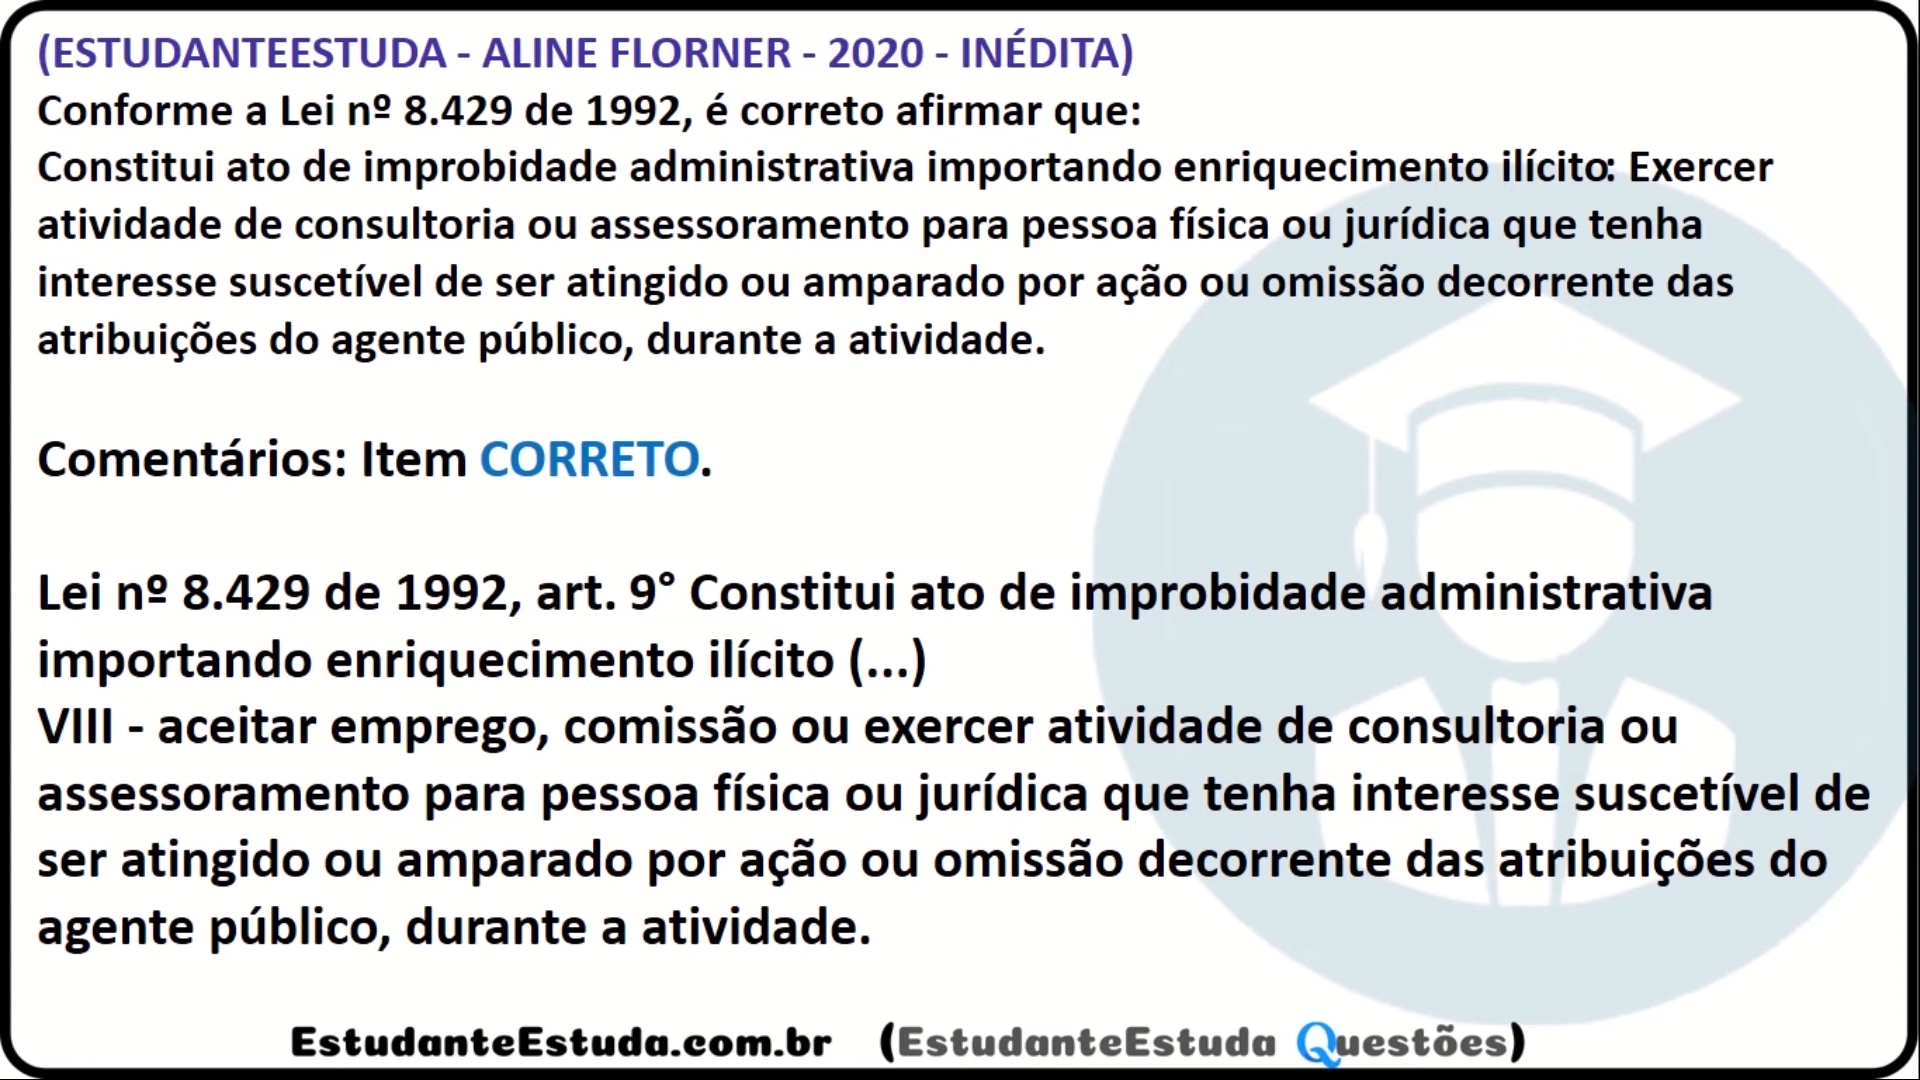 (ESTUDANTEESTUDA - ALINE FLORNER - 2020 - INÉDITA)
Conforme a Lei nº 8.429 de 1992, é correto afirmar que:
Constitui ato de improbidade administrativa importando enriquecimento ilícito: Exercer
atividade de consultoria ou assessoramento para pessoa física ou jurídica que tenha
interesse suscetível de ser atingido ou amparado por ação ou omissão decorrente das
atribuições do agente público, durante a atividade.
Comentários: Item CORRETO.
Lei nº 8.429 de 1992, art. 9° Constitui ato de improbidade administrativa
importando enriquecimento ilícito (...)
VIII - aceitar emprego, comissão ou exercer atividade de consultoria ou
assessoramento para pessoa física ou jurídica que tenha interesse suscetível de
ser atingido ou amparado por ação ou omissão decorrente das atribuições do
agente público, durante a atividade.
EstudanteEstuda.com.br (EstudanteEstuda Questões)